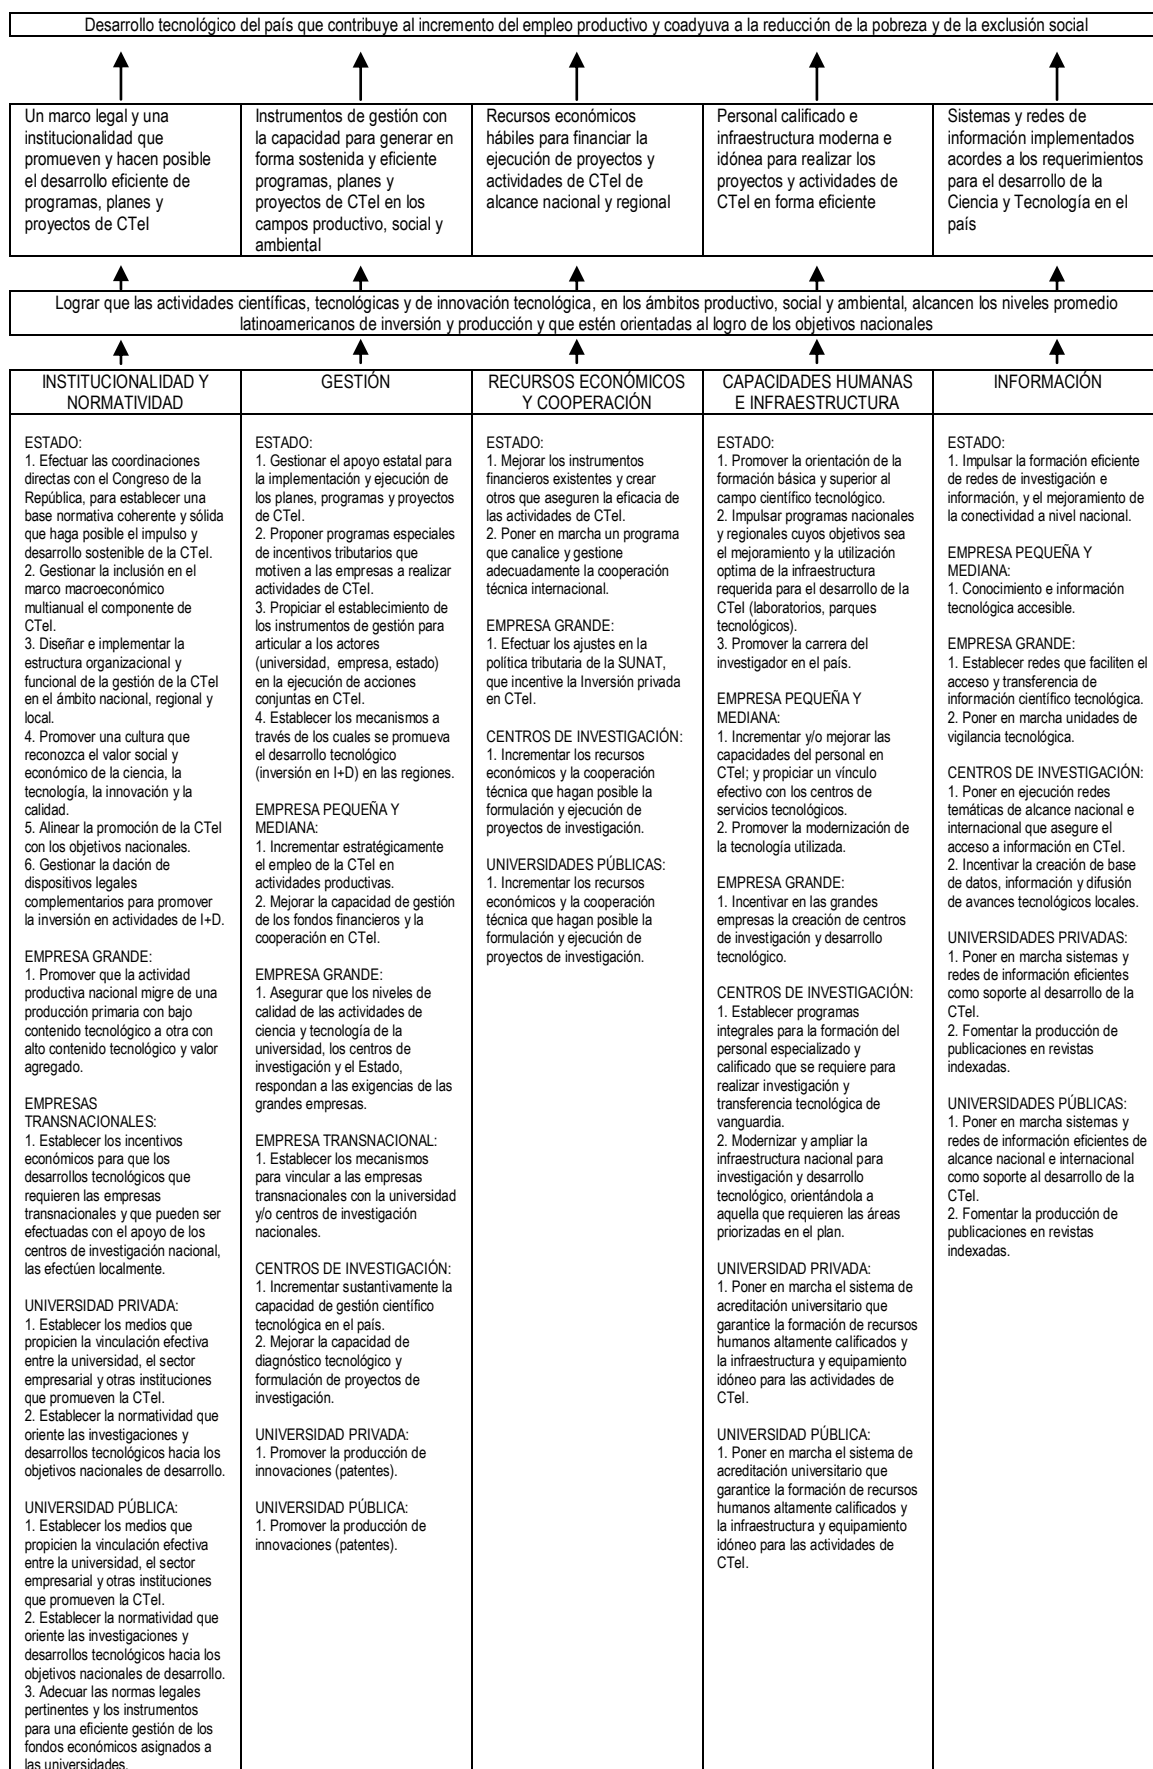 Desarrollo tecnológico del país que contribuye al incremento del empleo productivo y coadyuva a la reducción de la pobreza y de la exclusión social
Un marco legal y una
institucionalidad que
promueven y hacen posible
el desarrollo eficiente de
programas, planes y
proyectos de CTeI
Instrumentos de gestión con
la capacidad para generar en
forma sostenida y eficiente
programas, planes y
proyectos de CTeI en los
campos productivo, social y
ambiental
Recursos económicos
hábiles para financiar la
ejecución de proyectos y
actividades de CTeI de
alcance nacional y regional
Personal calificado e
infraestructura moderna e
idónea para realizar los
proyectos y actividades de
CTeI en forma eficiente
Sistemas y redes de
información implementados
acordes a los requerimientos
para el desarrollo de la
Ciencia y Tecnología en el
país
Lograr que las actividades científicas, tecnológicas y de innovación tecnológica, en los ámbitos productivo, social y ambiental, alcancen los niveles promedio
latinoamericanos de inversión y producción y que estén orientadas al logro de los objetivos nacionales
INSTITUCIONALIDAD Y
NORMATIVIDAD
ESTADO:
1. Efectuar las coordinaciones
directas con el Congreso de la
República, para establecer una
base normativa coherente y sólida
que haga posible el impulso y
desarrollo sostenible de la CTeI.
2. Gestionar la inclusión en el
marco macroeconómico
multianual el componente de
CTeI.
3. Diseñar e implementar la
estructura organizacional y
funcional de la gestión de la CTeI
en el ámbito nacional, regional y
local.
4. Promover una cultura que
reconozca el valor social y
económico de la ciencia, la
tecnología, la innovación y la
calidad.
5. Alinear la promoción de la CTeI
con los objetivos nacionales.
6. Gestionar la dación de
dispositivos legales
complementarios para promover
la inversión en actividades de I+D.
EMPRESA GRANDE:
1. Promover que la actividad
productiva nacional migre de una
producción primaria con bajo
contenido tecnológico a otra con
alto contenido tecnológico y valor
agregado.
EMPRESAS
TRANSNACIONALES:
1. Establecer los incentivos
económicos para que los
desarrollos tecnológicos que
requieren las empresas
transnacionales y que pueden ser
efectuadas con el apoyo de los
centros de investigación nacional,
las efectúen localmente.
UNIVERSIDAD PRIVADA:
1. Establecer los medios que
propicien la vinculación efectiva
entre la universidad, el sector
empresarial y otras instituciones
que promueven la CTeI.
2. Establecer la normatividad que
oriente las investigaciones y
desarrollos tecnológicos hacia los
objetivos nacionales de desarrollo.
UNIVERSIDAD PÚBLICA:
1. Establecer los medios que
propicien la vinculación efectiva
entre la universidad, el sector
empresarial y otras instituciones
que promueven la CTeI.
2. Establecer la normatividad que
oriente las investigaciones y
desarrollos tecnológicos hacia los
objetivos nacionales de desarrollo.
3. Adecuar las normas legales
pertinentes y los instrumentos
para una eficiente gestión de los
fondos económicos asignados a
las universidades.
GESTIÓN
ESTADO:
1. Gestionar el apoyo estatal para
la implementación y ejecución de
los planes, programas y proyectos
de CTeI.
2. Proponer programas especiales
de incentivos tributarios que
motiven a las empresas a realizar
actividades de CTeI.
3. Propiciar el establecimiento de
los instrumentos de gestión para
articular a los actores
(universidad, empresa, estado)
en la ejecución de acciones
conjuntas en CTeI.
4. Establecer los mecanismos a
través de los cuales se promueva
el desarrollo tecnológico
(inversión en I+D) en las regiones.
EMPRESA PEQUEÑA Y
MEDIANA:
1. Incrementar estratégicamente
el empleo de la CTeI en
actividades productivas.
2. Mejorar la capacidad de gestión
de los fondos financieros y la
cooperación en CTeI.
EMPRESA GRANDE:
1. Asegurar que los niveles de
calidad de las actividades de
ciencia y tecnología de la
universidad, los centros de
investigación y el Estado,
respondan a las exigencias de las
grandes empresas.
EMPRESA TRANSNACIONAL:
1. Establecer los mecanismos
para vincular a las empresas
transnacionales con la universidad
y/o centros de investigación
nacionales.
CENTROS DE INVESTIGACIÓN:
1. Incrementar sustantivamente la
capacidad de gestión científico
tecnológica en el país.
2. Mejorar la capacidad de
diagnóstico tecnológico y
formulación de proyectos de
investigación.
UNIVERSIDAD PRIVADA:
1. Promover la producción de
innovaciones (patentes).
UNIVERSIDAD PÚBLICA:
1. Promover la producción de
innovaciones (patentes).
RECURSOS ECONÓMICOS
Y COOPERACIÓN
ESTADO:
1. Mejorar los instrumentos
financieros existentes y crear
otros que aseguren la eficacia de
las actividades de CTeI.
2. Poner en marcha un programa
que canalice y gestione
adecuadamente la cooperación
técnica internacional.
EMPRESA GRANDE:
1. Efectuar los ajustes en la
política tributaria de la SUNAT,
que incentive la Inversión privada
en CTeI.
CENTROS DE INVESTIGACIÓN:
1. Incrementar los recursos
económicos y la cooperación
técnica que hagan posible la
formulación y ejecución de
proyectos de investigación.
UNIVERSIDADES PÚBLICAS:
1. Incrementar los recursos
económicos y la cooperación
técnica que hagan posible la
formulación y ejecución de
proyectos de investigación.
CAPACIDADES HUMANAS
E INFRAESTRUCTURA
ESTADO:
1. Promover la orientación de la
formación básica y superior al
campo científico tecnológico.
2. Impulsar programas nacionales
y regionales cuyos objetivos sea
el mejoramiento y la utilización
optima de la infraestructura
requerida para el desarrollo de la
CTeI (laboratorios, parques
tecnológicos).
3. Promover la carrera del
investigador en el país.
EMPRESA PEQUEÑA Y
MEDIANA:
1. Incrementar y/o mejorar las
capacidades del personal en
CTeI; y propiciar un vínculo
efectivo con los centros de
servicios tecnológicos.
2. Promover la modernización de
la tecnología utilizada.
EMPRESA GRANDE:
1. Incentivar en las grandes
empresas la creación de centros
de investigación y desarrollo
tecnológico.
CENTROS DE INVESTIGACIÓN:
1. Establecer programas
integrales para la formación del
personal especializado y
calificado que se requiere para
realizar investigación y
transferencia tecnológica de
vanguardia.
2. Modernizar y ampliar la
infraestructura nacional para
investigación y desarrollo
tecnológico, orientándola a
aquella que requieren las áreas
priorizadas en el plan.
UNIVERSIDAD PRIVADA:
1. Poner en marcha el sistema de
acreditación universitario que
garantice la formación de recursos
humanos altamente calificados y
la infraestructura y equipamiento
idóneo para las actividades de
CTeI.
UNIVERSIDAD PÚBLICA:
1. Poner en marcha el sistema de
acreditación universitario que
garantice la formación de recursos
humanos altamente calificados y
la infraestructura y equipamiento
idóneo para las actividades de
CTeI.
INFORMACIÓN
ESTADO:
1. Impulsar la formación eficiente
de redes de investigación e
información, y el mejoramiento de
la conectividad a nivel nacional.
EMPRESA PEQUEÑA Y
MEDIANA:
1. Conocimiento e información
tecnológica accesible.
EMPRESA GRANDE:
1. Establecer redes que faciliten el
acceso y transferencia de
información científico tecnológica.
2. Poner en marcha unidades de
vigilancia tecnológica.
CENTROS DE INVESTIGACIÓN:
1. Poner en ejecución redes
temáticas de alcance nacional e
internacional que asegure el
acceso a información en CTeI.
2. Incentivar la creación de base
de datos, información y difusión
de avances tecnológicos locales.
UNIVERSIDADES PRIVADAS:
1. Poner en marcha sistemas y
redes de información eficientes
como soporte al desarrollo de la
CTeI.
2. Fomentar la producción de
publicaciones en revistas
indexadas.
UNIVERSIDADES PÚBLICAS:
1. Poner en marcha sistemas y
redes de información eficientes de
alcance nacional e internacional
como soporte al desarrollo de la
CTeI.
2. Fomentar la producción de
publicaciones en revistas
indexadas.